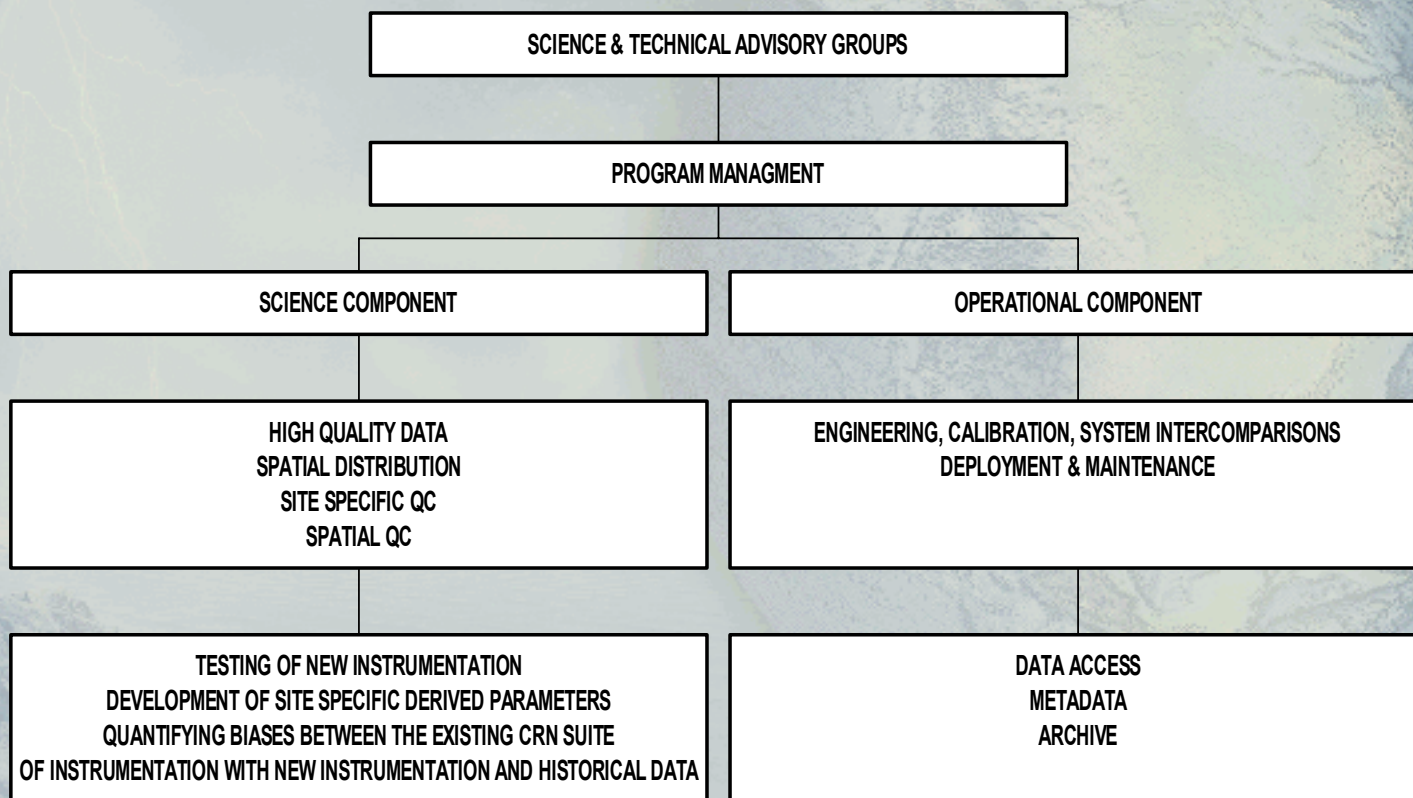 SCIENCE & TECHNICAL ADVISORY GROUPS
PROGRAM MANAGMENT
SCIENCE COMPONENT
OPERATIONAL COMPONENT
HIGH QUALITY DATA
SPATIAL DISTRIBUTION
SITE SPECIFIC QC
SPATIAL QC
ENGINEERING, CALIBRATION, SYSTEM INTERCOMPARISONS
DEPLOYMENT & MAINTENANCE
TESTING OF NEW INSTRUMENTATION
DEVELOPMENT OF SITE SPECIFIC DERIVED PARAMETERS
QUANTIFYING BIASES BETWEEN THE EXISTING CRN SUITE
OF INSTRUMENTATION WITH NEW INSTRUMENTATION AND HISTORICAL DATA
DATA ACCESS
METADATA
ARCHIVE